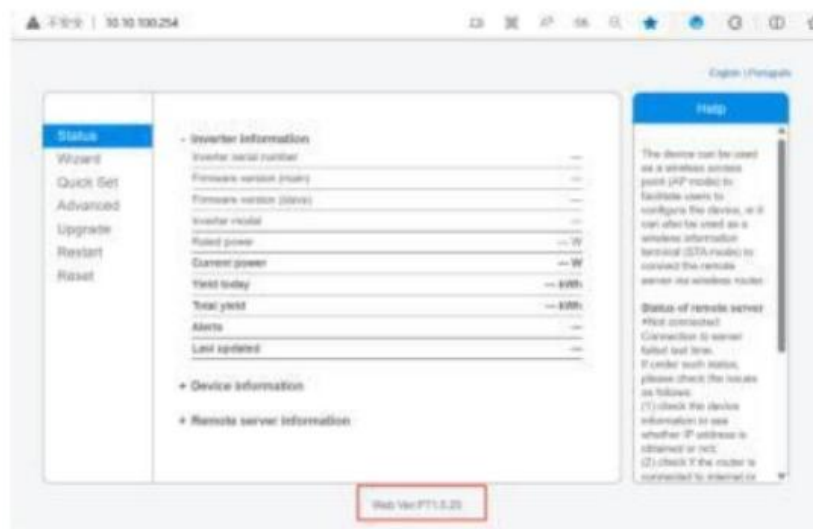 不安全 | 10.10.100.254
English | Português
Help
Status
Wizard
Quick Set
Advanced
Upgrade
Restart
Reset
- Inverter information
Inverter serial number ---
Firmware version (main) ---
Firmware version (slave) ---
Inverter model ---
Rated power --- W
Current power --- W
Yield today --- kWh
Total yield --- kWh
Alerts ---
Last updated ---
+ Device information
+ Remote server information
The device can be used
as a wireless access
point (AP mode) to
facilitate users to
configure the device, or it
can also be used as a
wireless information
terminal (STA mode) to
connect the remote
server via wireless router.
Status of remote server
•Not connected:
Connection to server
failed last time.
If under such status,
please check the issues
as follows:
(1) check the device
information to see
whether IP address is
obtained or not;
(2) check if the router is
connected to internet or
Web Ver: